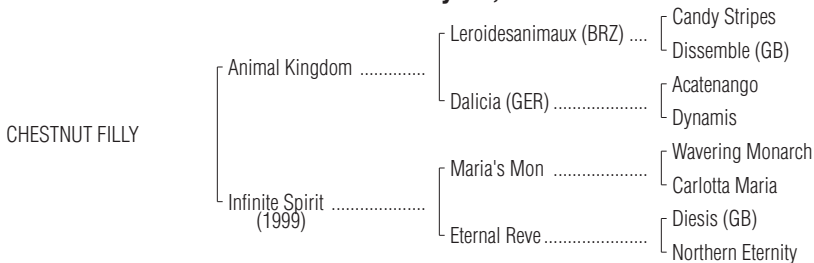 Candy Stripes
Leroidesanimaux (BRZ) ....
Dissemble (GB)
Animal Kingdom ..............
Acatenango
Dalicia (GER) .....................
Dynamis
CHESTNUT FILLY
Wavering Monarch
Maria's Mon .....................
Carlotta Maria
Infinite Spirit .....................
(1999)
Diesis (GB)
Eternal Reve.......................
Northern Eternity